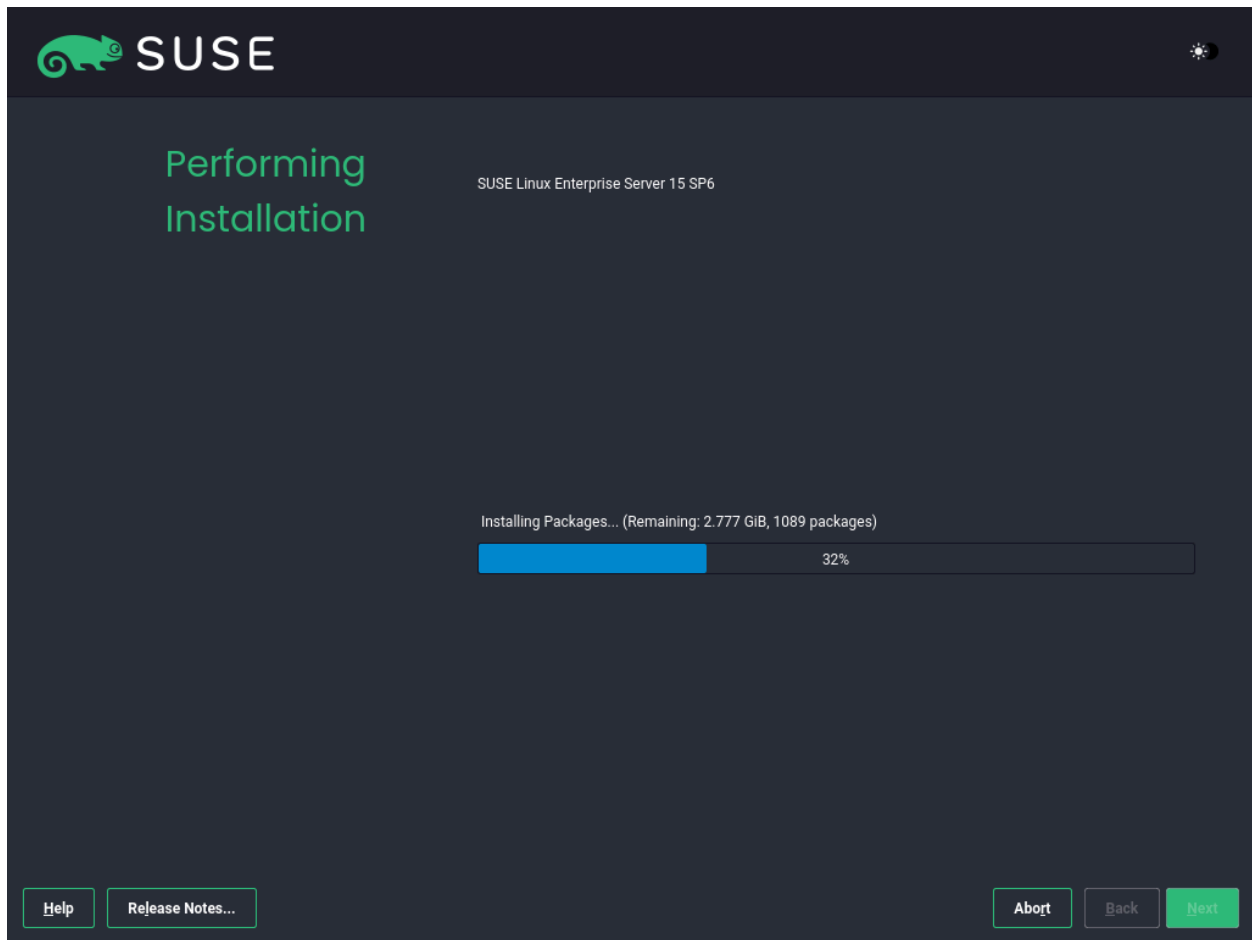 SUSE
Performing
Installation
SUSE Linux Enterprise Server 15 SP6
Installing Packages... (Remaining: 2.777 GiB, 1089 packages)
32%
Help
Release Notes...
Abort
Back
Next